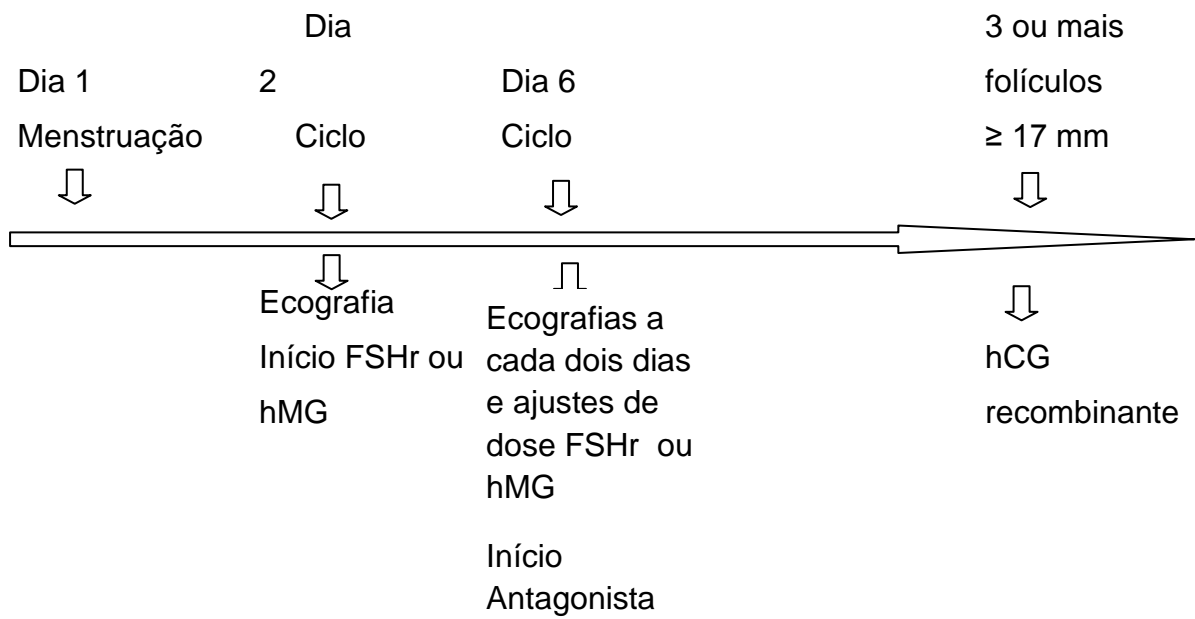 Dia 1
Menstruação
Dia
2
Ciclo
Dia 6
Ciclo
3 ou mais
folículos
≥ 17 mm
Ecografia
Início FSHr ou
hMG
Ecografias a
cada dois dias
e ajustes de
dose FSHr ou
hMG
Início
Antagonista
hCG
recombinante